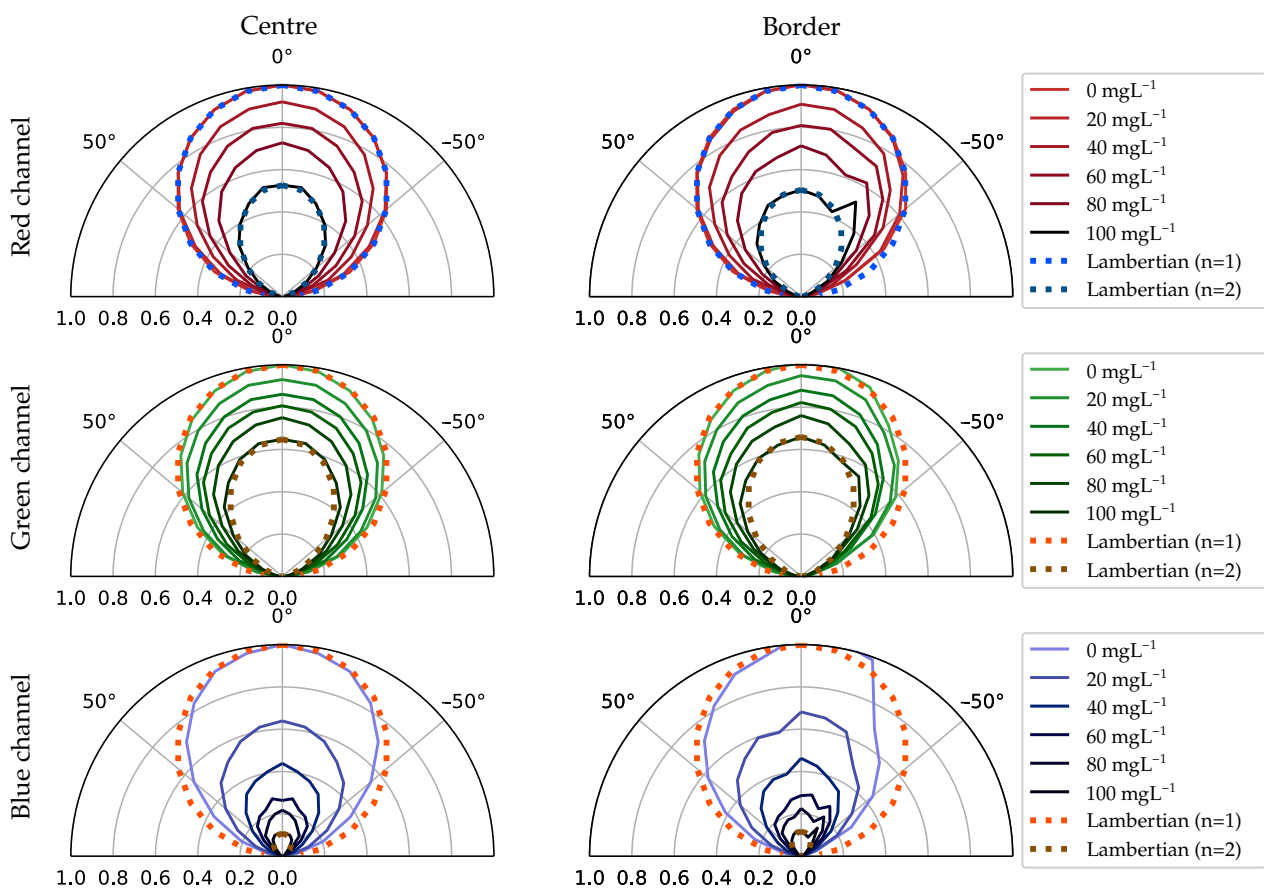 Centre
Border
Red channel
0°
50°
–50°
1.0 0.8 0.6 0.4 0.2 0.0
0°
50°
–50°
1.0 0.8 0.6 0.4 0.2 0.0
0 mgL⁻¹
20 mgL⁻¹
40 mgL⁻¹
60 mgL⁻¹
80 mgL⁻¹
100 mgL⁻¹
Lambertian (n=1)
Lambertian (n=2)
Green channel
0°
50°
–50°
1.0 0.8 0.6 0.4 0.2 0.0
0°
50°
–50°
1.0 0.8 0.6 0.4 0.2 0.0
0 mgL⁻¹
20 mgL⁻¹
40 mgL⁻¹
60 mgL⁻¹
80 mgL⁻¹
100 mgL⁻¹
Lambertian (n=1)
Lambertian (n=2)
Blue channel
0°
50°
–50°
1.0 0.8 0.6 0.4 0.2 0.0
0°
50°
–50°
1.0 0.8 0.6 0.4 0.2 0.0
0 mgL⁻¹
20 mgL⁻¹
40 mgL⁻¹
60 mgL⁻¹
80 mgL⁻¹
100 mgL⁻¹
Lambertian (n=1)
Lambertian (n=2)